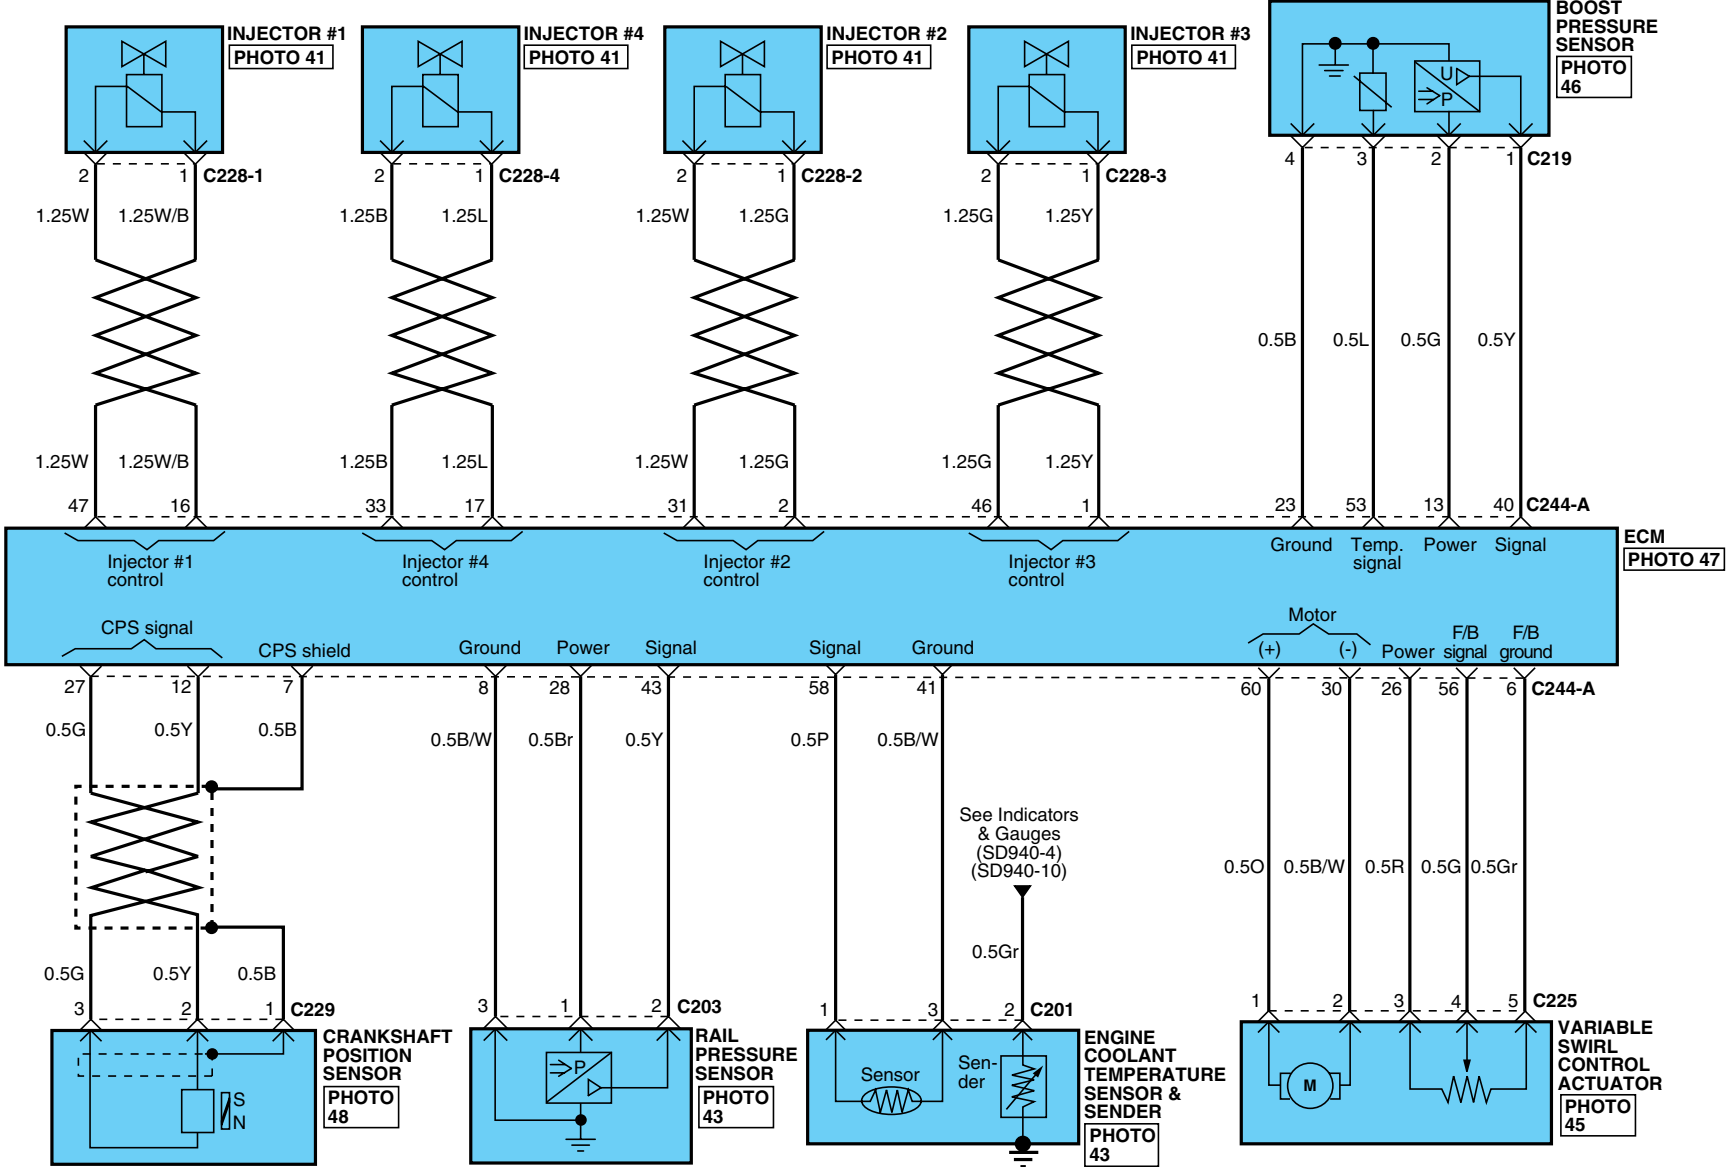 INJECTOR #1
PHOTO 41
INJECTOR #4
PHOTO 41
INJECTOR #2
PHOTO 41
INJECTOR #3
PHOTO 41
BOOST
PRESSURE
SENSOR
PHOTO
46
U
P
2 1 C228-1
2 1 C228-4
2 1 C228-2
2 1 C228-3
4 3 2 1 C219
1.25W 1.25W/B 1.25B 1.25L 1.25W 1.25G 1.25G 1.25Y
0.5B 0.5L 0.5G 0.5Y
1.25W 1.25W/B 1.25B 1.25L 1.25W 1.25G 1.25G 1.25Y
47 16 33 17 31 2 46 1 23 53 13 40 C244-A
ECM
PHOTO 47
Injector #1
control
Injector #4
control
Injector #2
control
Injector #3
control
Ground
Temp.
signal
Power
Signal
CPS signal
CPS shield
Ground
Power
Signal
Signal
Ground
Motor
(+) (-)
Power
F/B
signal
F/B
ground
27 12 7 8 28 43 58 41 60 30 26 56 6 C244-A
0.5G 0.5Y 0.5B 0.5B/W 0.5Br 0.5Y 0.5P 0.5B/W
See Indicators
& Gauges
(SD940-4)
(SD940-10)
0.5O 0.5B/W 0.5R 0.5G 0.5Gr
0.5Gr
0.5G 0.5Y 0.5B
3 2 1 C229
3 1 2 C203
1 3 2 C201
1 2 3 4 5 C225
CRANKSHAFT
POSITION
SENSOR
PHOTO
48
S
N
RAIL
PRESSURE
SENSOR
PHOTO
43
P
Sensor
Sen-
der
ENGINE
COOLANT
TEMPERATURE
SENSOR &
SENDER
PHOTO
43
M
VARIABLE
SWIRL
CONTROL
ACTUATOR
PHOTO
45